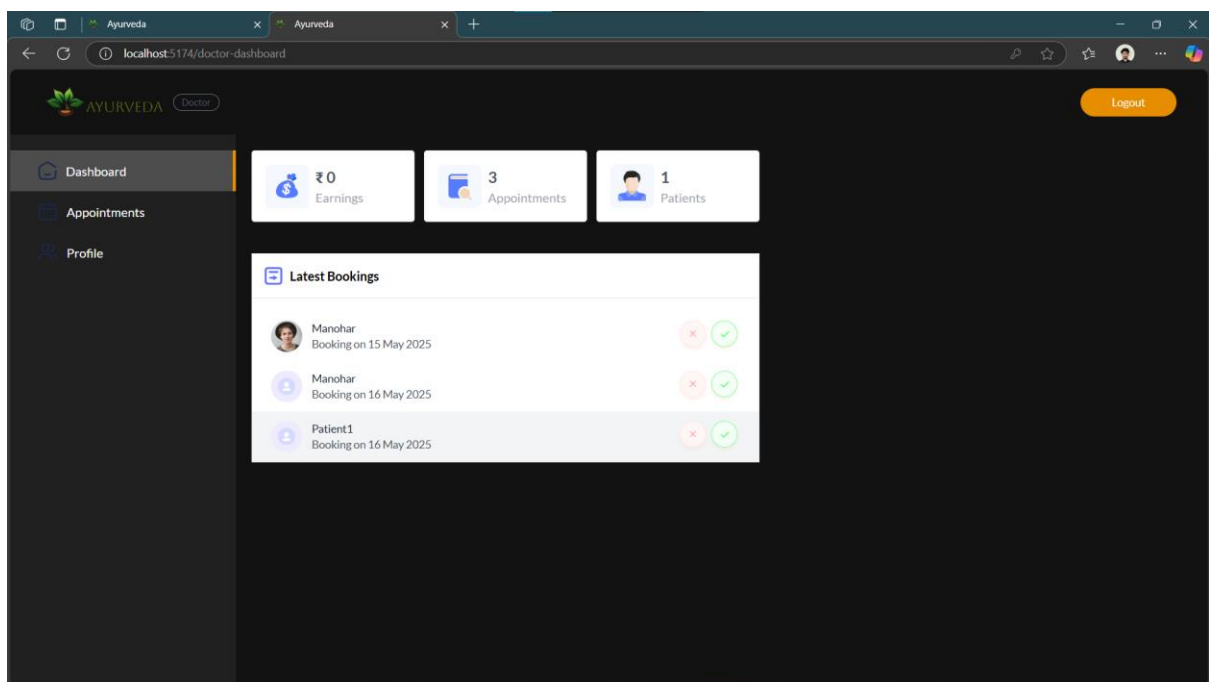 Ayurveda
Ayurveda
localhost:5174/doctor-dashboard
AYURVEDA
Doctor
Logout
Dashboard
Appointments
Profile
₹ 0
Earnings
3
Appointments
1
Patients
Latest Bookings
Manohar
Booking on 15 May 2025
Manohar
Booking on 16 May 2025
Patient1
Booking on 16 May 2025